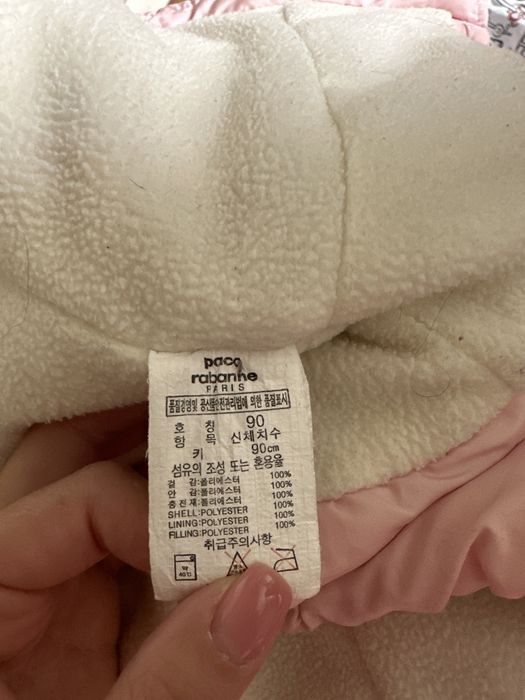 paco
rabanne
PARIS
품질경영및 공산품안전관리법에 의한 품질표시
호 칭 90
항 목 신체치수
키 90cm
섬유의 조성 또는 혼용율
겉 감:폴리에스터 100%
안 감:폴리에스터 100%
충 전 재:폴리에스터 100%
SHELL:POLYESTER 100%
LINING:POLYESTER 100%
FILLING:POLYESTER 100%
취급주의사항
약
40℃